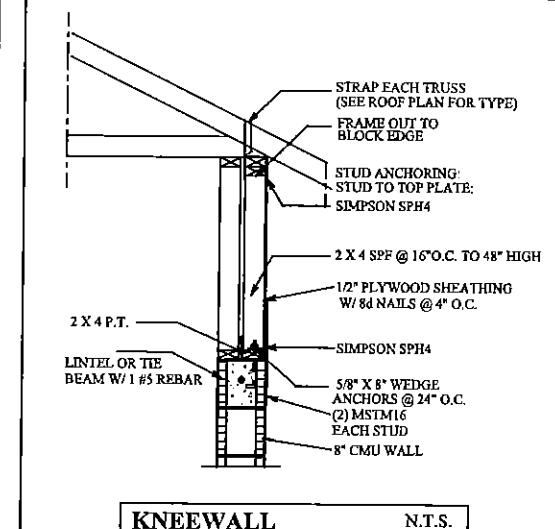 STRAP EACH TRUSS
(SEE ROOF PLAN FOR TYPE)
FRAME OUT TO
BLOCK EDGE
STUD ANCHORING:
STUD TO TOP PLATE:
SIMPSON SPH4
2 X 4 SPF @ 16"O.C. TO 48" HIGH
1/2" PLYWOOD SHEATHING
W/ 8d NAILS @ 4" O.C.
2 X 4 P.T.
SIMPSON SPH4
LINTEL OR TIE
BEAM W/ 1 #5 REBAR
5/8" X 8" WEDGE
ANCHORS @ 24" O.C.
(2) MSTM16
EACH STUD
8" CMU WALL
KNEEWALL N.T.S.